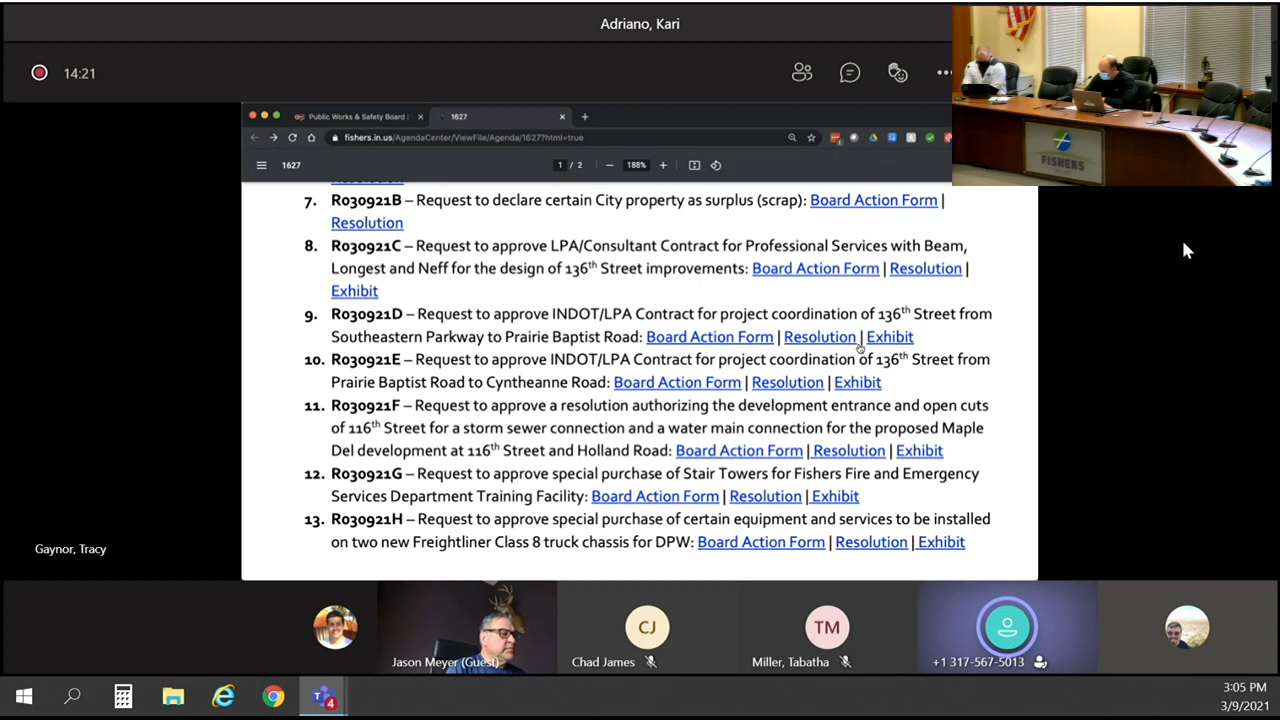 Adriano, Kari
14:21
Public Works & Safety Board
1627
fishers.in.us/AgendaCenter/ViewFile/Agenda/1627?html=true
1627
1 / 2
188%
FISHERS
7. R030921B – Request to declare certain City property as surplus (scrap): Board Action Form |
Resolution
8. R030921C – Request to approve LPA/Consultant Contract for Professional Services with Beam,
Longest and Neff for the design of 136th Street improvements: Board Action Form | Resolution |
Exhibit
9. R030921D – Request to approve INDOT/LPA Contract for project coordination of 136th Street from
Southeastern Parkway to Prairie Baptist Road: Board Action Form | Resolution | Exhibit
10. R030921E – Request to approve INDOT/LPA Contract for project coordination of 136th Street from
Prairie Baptist Road to Cyntheanne Road: Board Action Form | Resolution | Exhibit
11. R030921F – Request to approve a resolution authorizing the development entrance and open cuts
of 116th Street for a storm sewer connection and a water main connection for the proposed Maple
Del development at 116th Street and Holland Road: Board Action Form | Resolution | Exhibit
12. R030921G – Request to approve special purchase of Stair Towers for Fishers Fire and Emergency
Services Department Training Facility: Board Action Form | Resolution | Exhibit
13. R030921H – Request to approve special purchase of certain equipment and services to be installed
on two new Freightliner Class 8 truck chassis for DPW: Board Action Form | Resolution | Exhibit
Gaynor, Tracy
CJ
TM
Jason Meyer (Guest)
Chad James
Miller, Tabatha
+1 317-567-5013
4
3:05 PM
3/9/2021